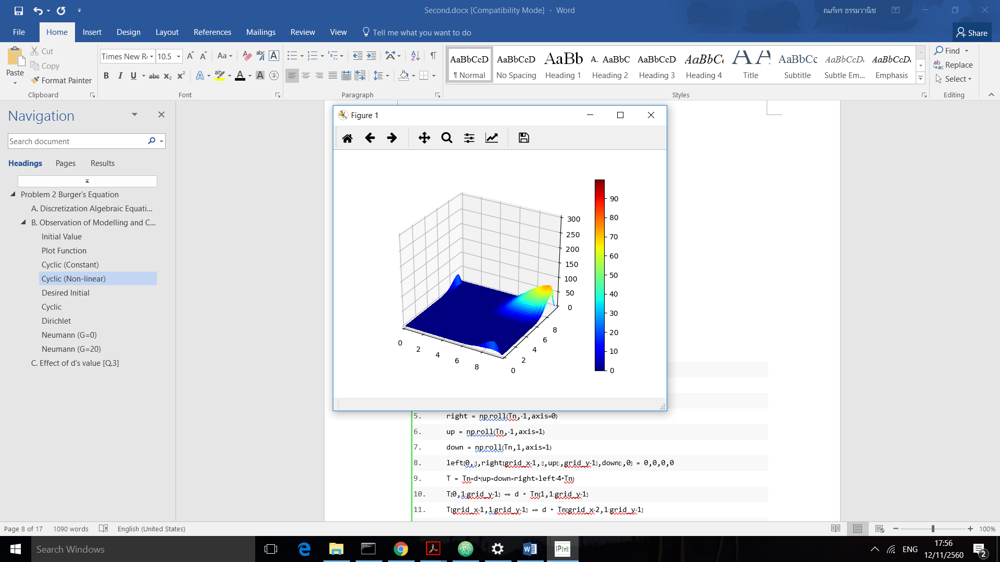 Second.docx [Compatibility Mode] - Word
ณภัทร ธรรมวานิช
File Home Insert Design Layout References Mailings Review View Tell me what you want to do
Share
Cut
Copy
Format Painter
Paste
Clipboard
Times New R 10.5
Font
Paragraph
AaBbCcD AaBbCcD AaBb A. AaBbC AaBbCcD AaBbC AA AaBbCc AaBbCcD AaBbCcD
¶ Normal No Spacing Heading 1 Heading 2 Heading 3 Heading 4 Title Subtitle Subtle Em... Emphasis
Styles
Find
Replace
Select
Editing
Navigation
Search document
Headings Pages Results
Problem 2 Burger's Equation
A. Discretization Algebraic Equati...
B. Observation of Modelling and C...
Initial Value
Plot Function
Cyclic (Constant)
Cyclic (Non-linear)
Desired Initial
Cyclic
Dirichlet
Neumann (G=0)
Neumann (G=20)
C. Effect of d's value [Q.3]
Figure 1
300
250
200
150
100
50
0
0 2 4 6 8
0 2 4 6 8
90
80
70
60
50
40
30
20
10
0
5. right = np.roll(Tn,-1,axis=0)
6. up = np.roll(Tn,-1,axis=1)
7. down = np.roll(Tn,1,axis=1)
8. left[0,:],right[grid_x-1,:],up[:,grid_y-1],down[:,0] = 0,0,0,0
9. T = Tn+d*(up+down+right+left-4*Tn)
10. T[0,1:grid_y-1] += d * Tn[1,1:grid_y-1]
11. T[grid_x-1,1:grid_y-1] += d * Tn[grid_x-2,1:grid_y-1]
Page 8 of 17 1090 words English (United States)
100%
Search Windows
IP[y]:
ENG
17:56
12/11/2560
2